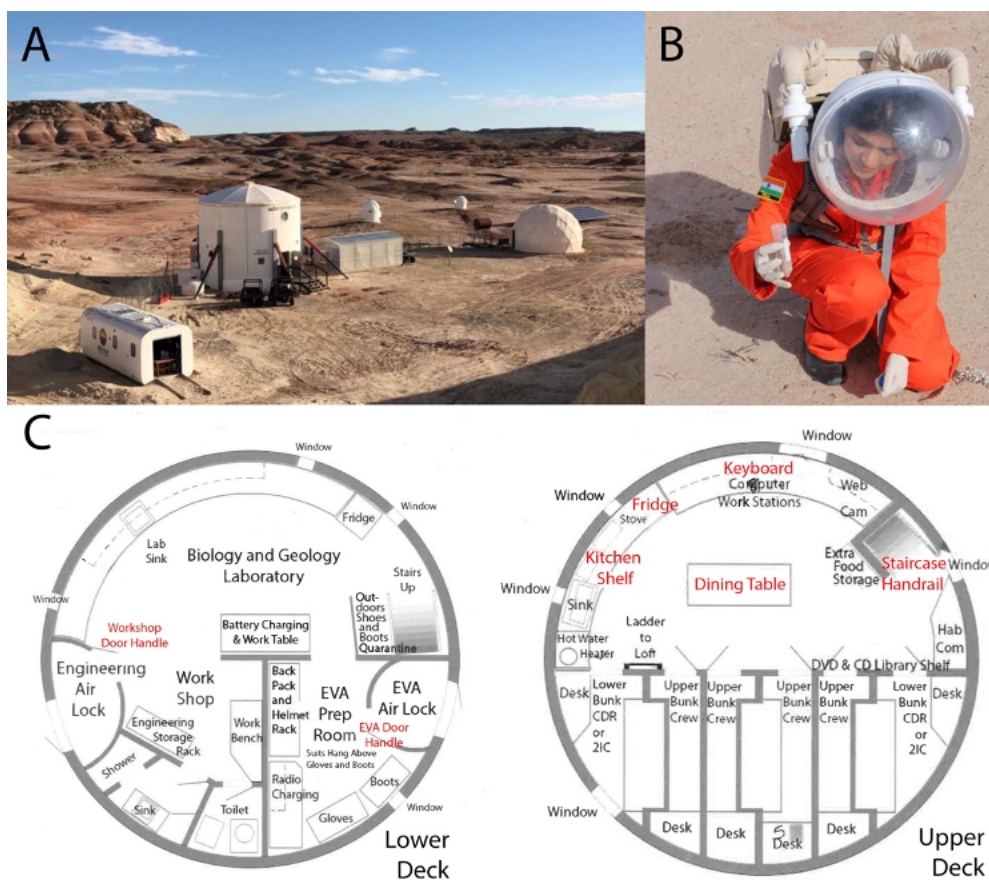 A
B
C
Window
Window
Window
Window
Fridge
Lab
Sink
Biology and Geology
Laboratory
Stairs
Up
Out-
doors
Shoes
and
Boots
Quarantine
Workshop
Door Handle
Battery Charging
& Work Table
Engineering
Air
Lock
Work
Shop
Back
Pack
and
Helmet
Rack
EVA
Prep
Room
EVA
Air Lock
EVA Door
Handle
Suits Hang Above
Gloves and Boots
Engineering
Storage
Rack
Work
Bench
Shower
Sink
Toilet
Radio
Charging
Gloves
Boots
Lower
Deck
Window
Window
Window
Window
Window
Keyboard
Computer
Work Stations
Web
Cam
Fridge
Stove
Kitchen
Shelf
Extra
Food
Storage
Staircase
Handrail
Dining Table
Sink
Hot Water
Heater
Ladder
to
Loft
Hab
Com
DVD & CD Library Shelf
Desk
Lower
Bunk
CDR
or
2IC
Upper
Bunk
Crew
Upper
Bunk
Crew
Upper
Bunk
Crew
Upper
Bunk
Crew
Lower
Bunk
CDR
or
2IC
Desk
Desk
Desk
5
Desk
Desk
Upper
Deck